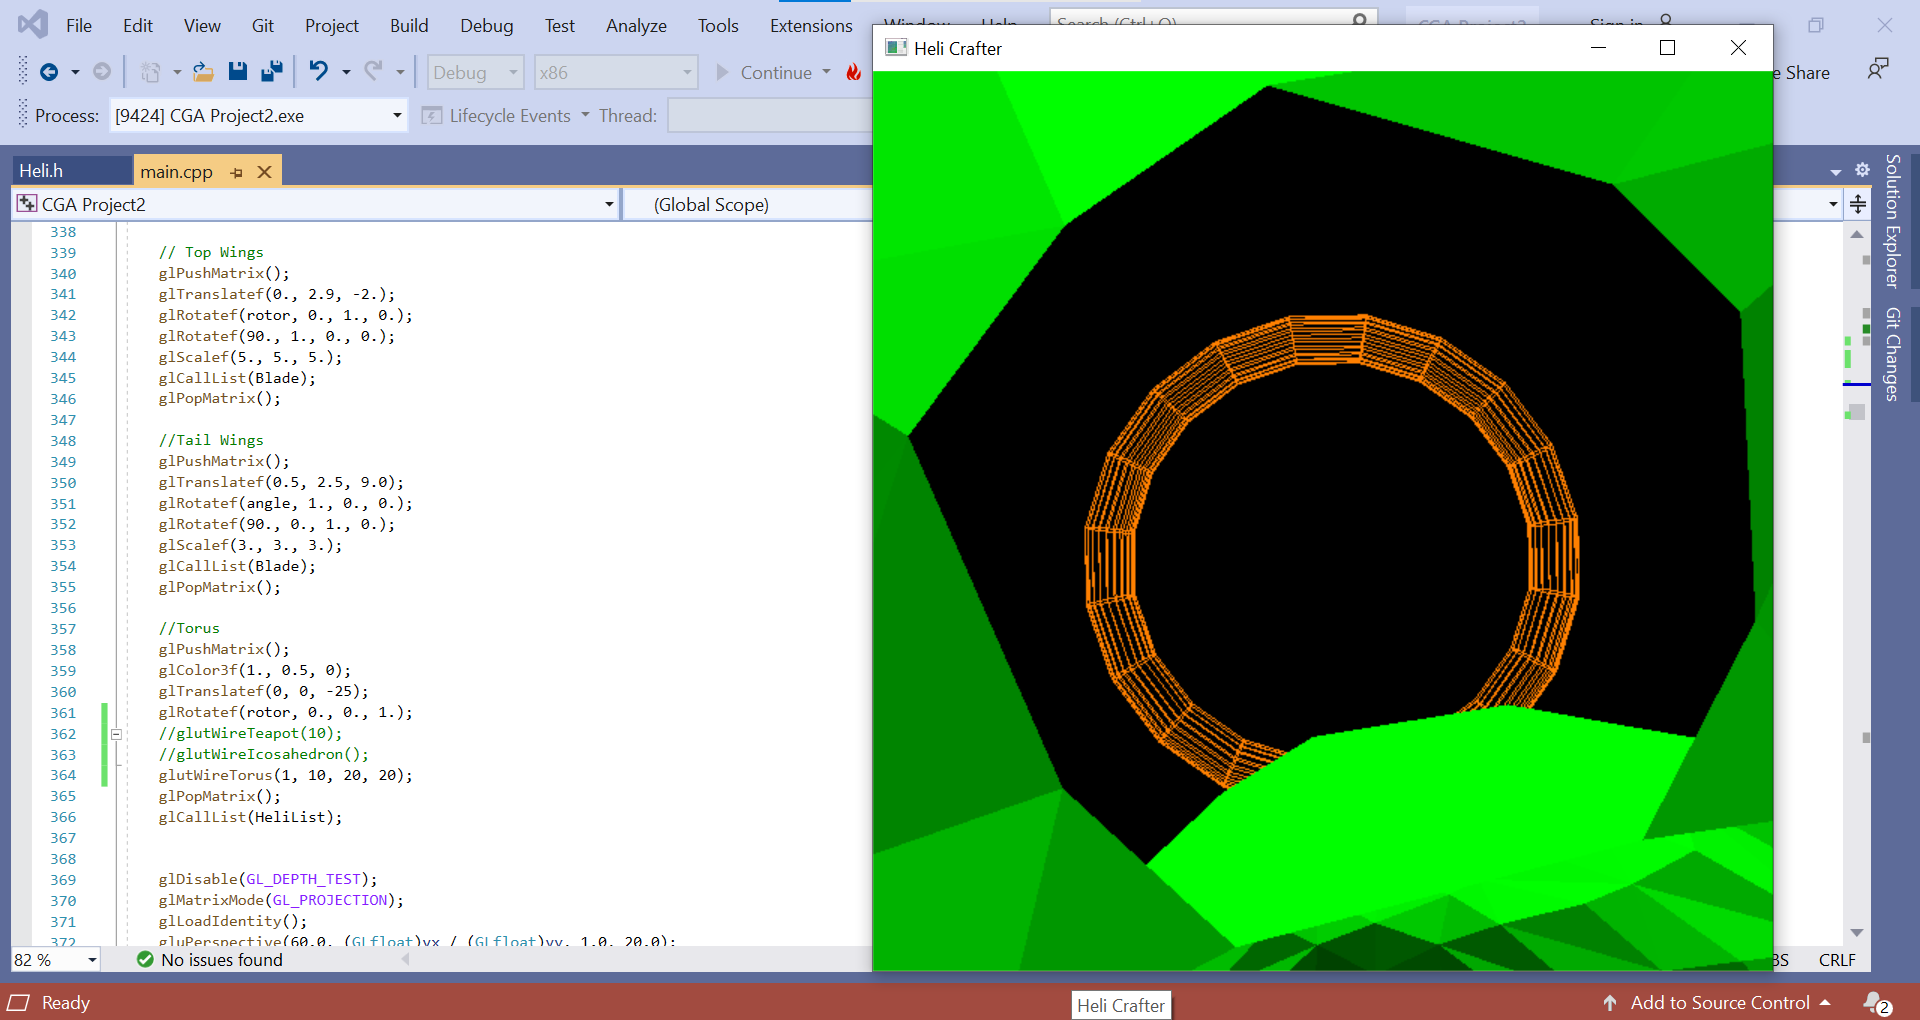 File Edit View Git Project Build Debug Test Analyze Tools Extensions
Heli Crafter
Debug x86 Continue
e Share
Process: [9424] CGA Project2.exe Lifecycle Events Thread:
Heli.h main.cpp
CGA Project2 (Global Scope)
338
339 // Top Wings
340 glPushMatrix();
341 glTranslatef(0., 2.9, -2.);
342 glRotatef(rotor, 0., 1., 0.);
343 glRotatef(90., 1., 0., 0.);
344 glScalef(5., 5., 5.);
345 glCallList(Blade);
346 glPopMatrix();
347
348 //Tail Wings
349 glPushMatrix();
350 glTranslatef(0.5, 2.5, 9.0);
351 glRotatef(angle, 1., 0., 0.);
352 glRotatef(90., 0., 1., 0.);
353 glScalef(3., 3., 3.);
354 glCallList(Blade);
355 glPopMatrix();
356
357 //Torus
358 glPushMatrix();
359 glColor3f(1., 0.5, 0);
360 glTranslatef(0, 0, -25);
361 glRotatef(rotor, 0., 0., 1.);
362 //glutWireTeapot(10);
363 //glutWireIcosahedron();
364 glutWireTorus(1, 10, 20, 20);
365 glPopMatrix();
366 glCallList(HeliList);
367
368
369 glDisable(GL_DEPTH_TEST);
370 glMatrixMode(GL_PROJECTION);
371 glLoadIdentity();
372 gluPerspective(60.0, (GLfloat)vx / (GLfloat)vy, 1.0, 20.0);
Solution Explorer
Git Changes
82 % No issues found
BS CRLF
Ready
Heli Crafter
Add to Source Control 2